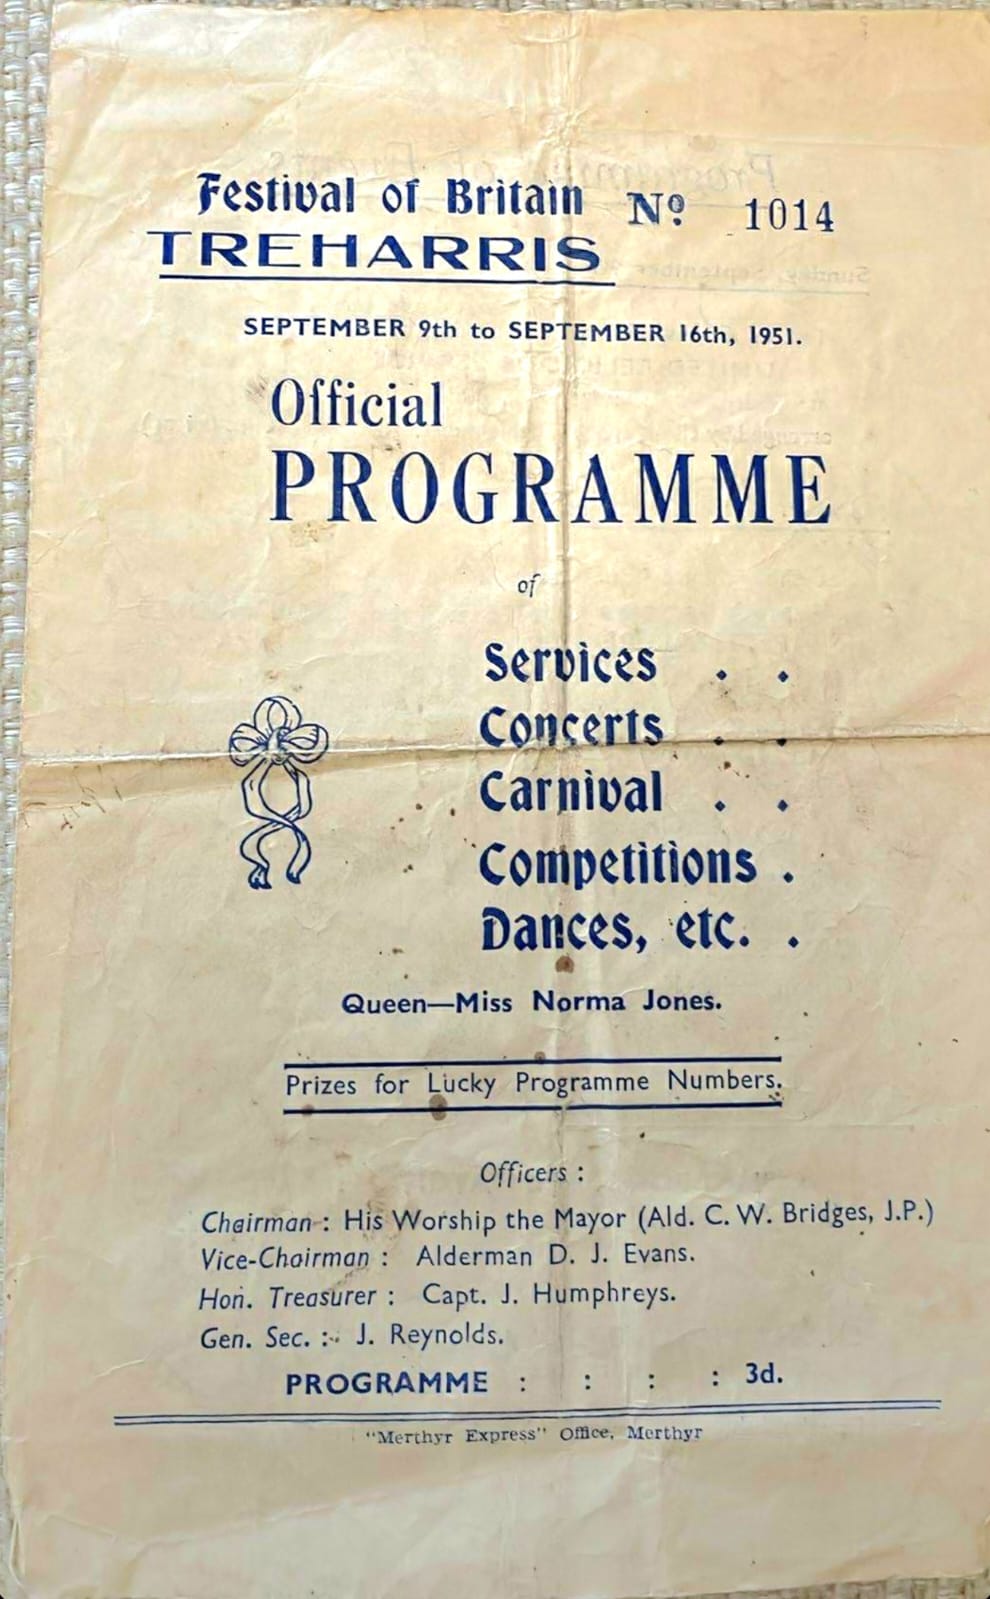 Festival of Britain Nº 1014
TREHARRIS
SEPTEMBER 9th to SEPTEMBER 16th, 1951.
Official
PROGRAMME
of
Services . .
Concerts . .
Carnival . .
Competitions .
Dances, etc. .
Queen—Miss Norma Jones.
Prizes for Lucky Programme Numbers.
Officers :
Chairman : His Worship the Mayor (Ald. C. W. Bridges, J.P.)
Vice-Chairman : Alderman D. J. Evans.
Hon. Treasurer : Capt. J. Humphreys.
Gen. Sec. : J. Reynolds.
PROGRAMME : : : : 3d.
"Merthyr Express" Office, Merthyr